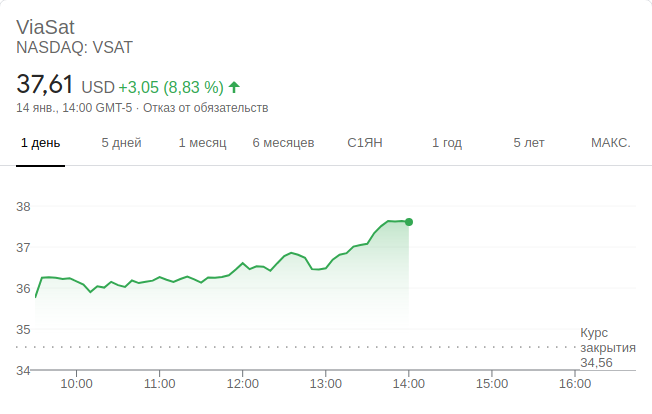 ViaSat
NASDAQ: VSAT
37,61 USD +3,05 (8,83 %)
14 янв., 14:00 GMT-5 · Отказ от обязательств
1 день 5 дней 1 месяц 6 месяцев С1ЯН 1 год 5 лет МАКС.
38
37
36
35
Курс
закрытия
34,56
34
10:00 11:00 12:00 13:00 14:00 15:00 16:00